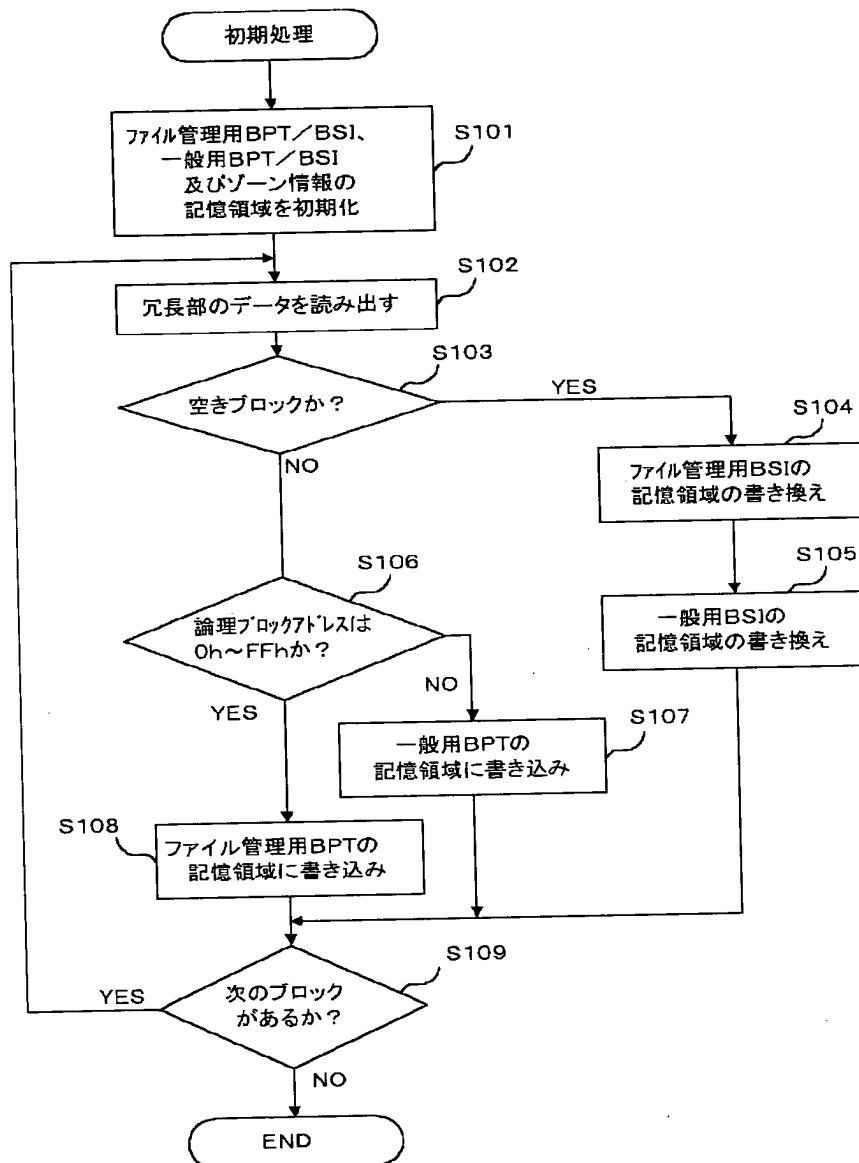 初期処理
ファイル管理用BPT/BSI、
一般用BPT/BSI
及びゾーン情報の
記憶領域を初期化
S101
S102
冗長部のデータを読み出す
S103
空きブロックか?
YES
NO
S104
ファイル管理用BSIの
記憶領域の書き換え
S105
一般用BSIの
記憶領域の書き換え
S106
論理ブロックアドレスは
0h~FFhか?
NO
YES
S107
一般用BPTの
記憶領域に書き込み
S108
ファイル管理用BPTの
記憶領域に書き込み
S109
次のブロック
があるか?
YES
NO
END